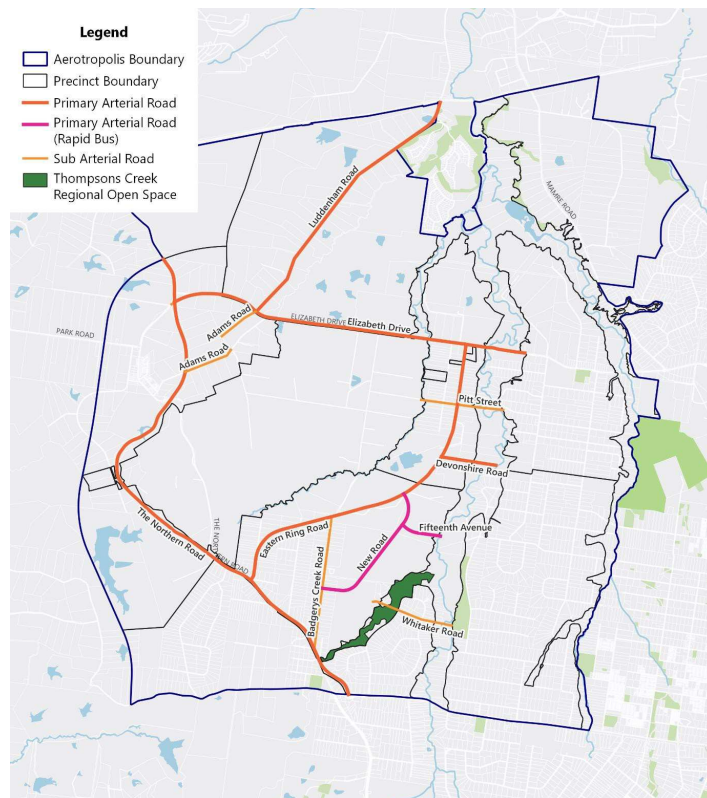 Legend
Aerotropolis Boundary
Precinct Boundary
Primary Arterial Road
Primary Arterial Road
(Rapid Bus)
Sub Arterial Road
Thompsons Creek
Regional Open Space
MAMRE ROAD
Luddenham Road
Adams Road
ELIZABETH DRIVE
Elizabeth Drive
PARK ROAD
Adams Road
Pitt Street
Devonshire Road
The Northern Road
THE NORTHERN ROAD
Eastern Ring Road
Fifteenth Avenue
New Road
Badgerys Creek Road
Whitaker Road